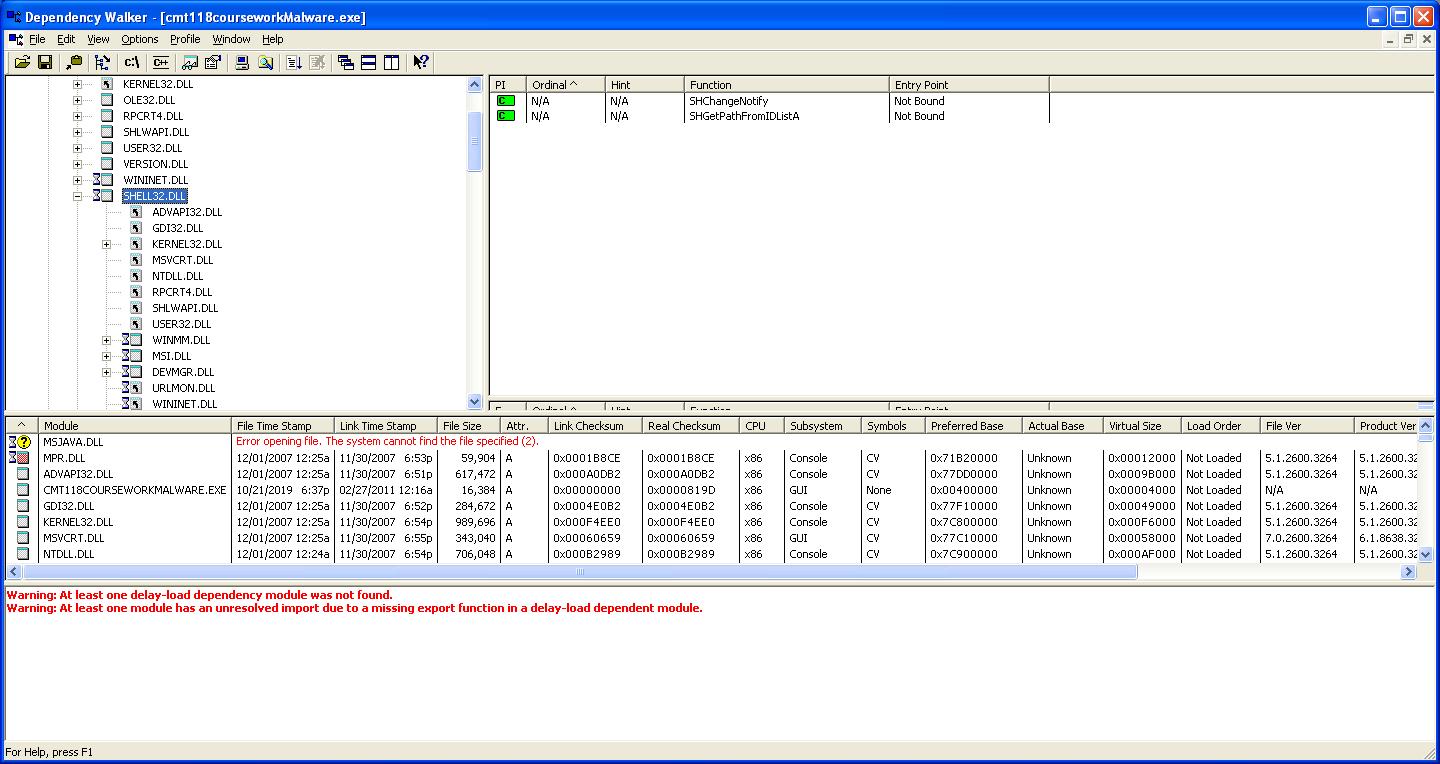 Dependency Walker - [cmt118courseworkMalware.exe]
File Edit View Options Profile Window Help
c:\ C++
KERNEL32.DLL
OLE32.DLL
RPCRT4.DLL
SHLWAPI.DLL
USER32.DLL
VERSION.DLL
WININET.DLL
SHELL32.DLL
ADVAPI32.DLL
GDI32.DLL
KERNEL32.DLL
MSVCRT.DLL
NTDLL.DLL
RPCRT4.DLL
SHLWAPI.DLL
USER32.DLL
WINMM.DLL
MSI.DLL
DEVMGR.DLL
URLMON.DLL
WININET.DLL
PI Ordinal ^ Hint Function Entry Point
C N/A N/A SHChangeNotify Not Bound
C N/A N/A SHGetPathFromIDListA Not Bound
E Ordinal ^ Hint Function Entry Point
^ Module File Time Stamp Link Time Stamp File Size Attr. Link Checksum Real Checksum CPU Subsystem Symbols Preferred Base Actual Base Virtual Size Load Order File Ver Product Ver
? MSJAVA.DLL Error opening file. The system cannot find the file specified (2).
MPR.DLL 12/01/2007 12:25a 11/30/2007 6:53p 59,904 A 0x0001B8CE 0x0001B8CE x86 Console CV 0x71B20000 Unknown 0x00012000 Not Loaded 5.1.2600.3264 5.1.2600.32
ADVAPI32.DLL 12/01/2007 12:25a 11/30/2007 6:51p 617,472 A 0x000A0DB2 0x000A0DB2 x86 Console CV 0x77DD0000 Unknown 0x0009B000 Not Loaded 5.1.2600.3264 5.1.2600.32
CMT118COURSEWORKMALWARE.EXE 10/21/2019 6:37p 02/27/2011 12:16a 16,384 A 0x00000000 0x0000819D x86 GUI None 0x00400000 Unknown 0x00004000 Not Loaded N/A N/A
GDI32.DLL 12/01/2007 12:25a 11/30/2007 6:52p 284,672 A 0x0004E0B2 0x0004E0B2 x86 Console CV 0x77F10000 Unknown 0x00049000 Not Loaded 5.1.2600.3264 5.1.2600.32
KERNEL32.DLL 12/01/2007 12:25a 11/30/2007 6:54p 989,696 A 0x000F4EE0 0x000F4EE0 x86 Console CV 0x7C800000 Unknown 0x000F6000 Not Loaded 5.1.2600.3264 5.1.2600.32
MSVCRT.DLL 12/01/2007 12:25a 11/30/2007 6:55p 343,040 A 0x00060659 0x00060659 x86 GUI CV 0x77C10000 Unknown 0x00058000 Not Loaded 7.0.2600.3264 6.1.8638.32
NTDLL.DLL 12/01/2007 12:24a 11/30/2007 6:54p 706,048 A 0x000B2989 0x000B2989 x86 Console CV 0x7C900000 Unknown 0x000AF000 Not Loaded 5.1.2600.3264 5.1.2600.32
Warning: At least one delay-load dependency module was not found.
Warning: At least one module has an unresolved import due to a missing export function in a delay-load dependent module.
For Help, press F1